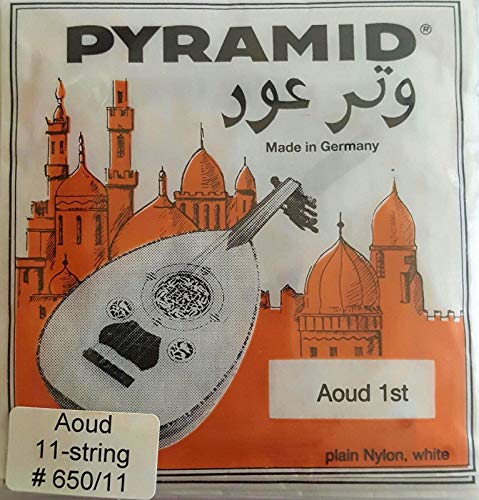 PYRAMID®
وتر عود
Made in Germany
Aoud 1st
plain Nylon, white
Aoud
11-string
# 650/11